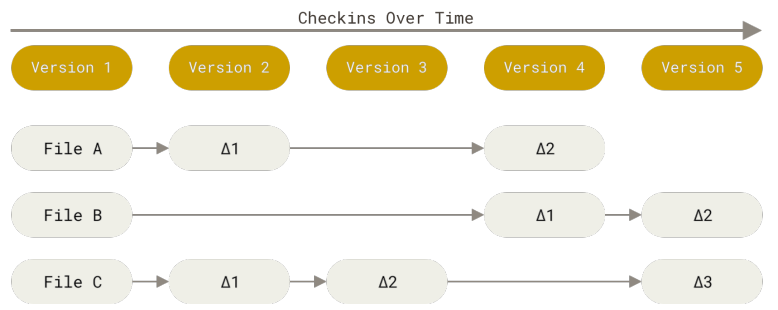 Checkins Over Time
Version 1 Version 2 Version 3 Version 4 Version 5
File A Δ1 Δ2
File B Δ1 Δ2
File C Δ1 Δ2 Δ3